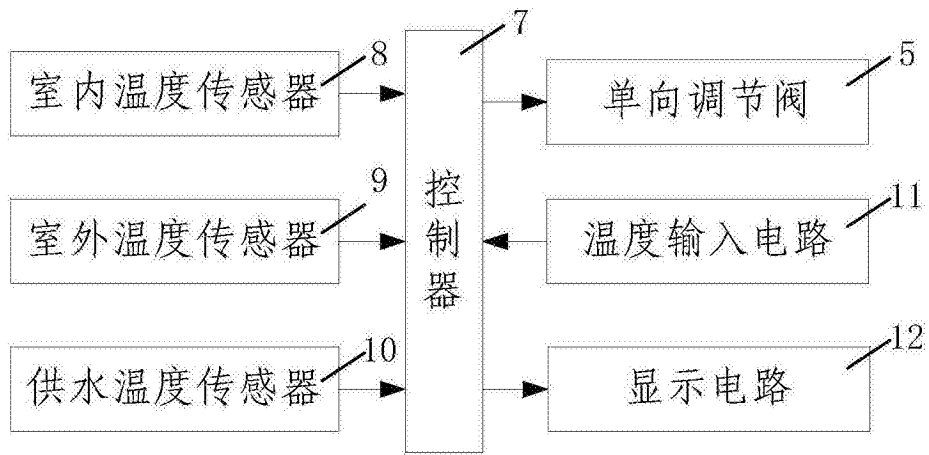 7
8
室内温度传感器
5
单向调节阀
控制器
9
室外温度传感器
11
温度输入电路
10
供水温度传感器
12
显示电路